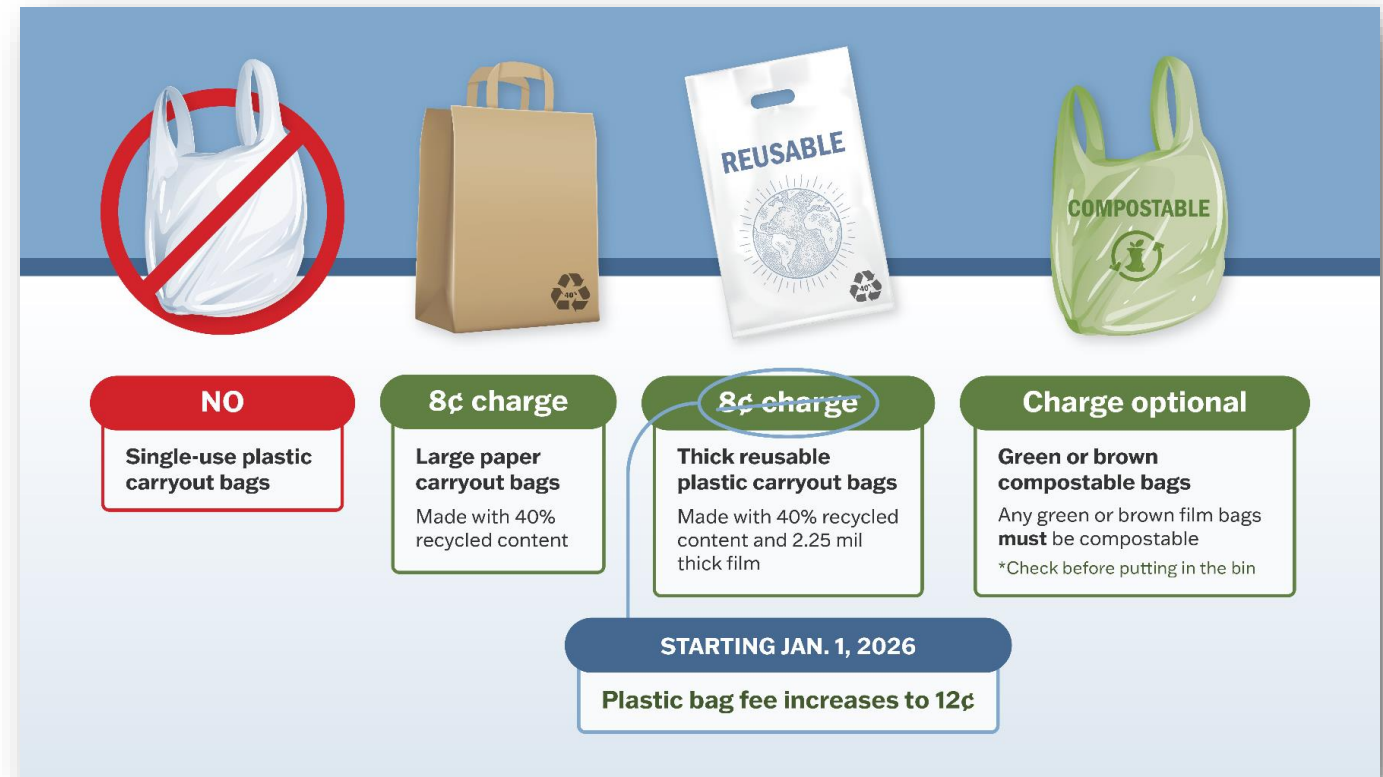 REUSABLE
COMPOSTABLE
40%
40%
NO
Single-use plastic
carryout bags
8¢ charge
Large paper
carryout bags
Made with 40%
recycled content
8¢ charge
Thick reusable
plastic carryout bags
Made with 40% recycled
content and 2.25 mil
thick film
Charge optional
Green or brown
compostable bags
Any green or brown film bags
must be compostable
*Check before putting in the bin
STARTING JAN. 1, 2026
Plastic bag fee increases to 12¢